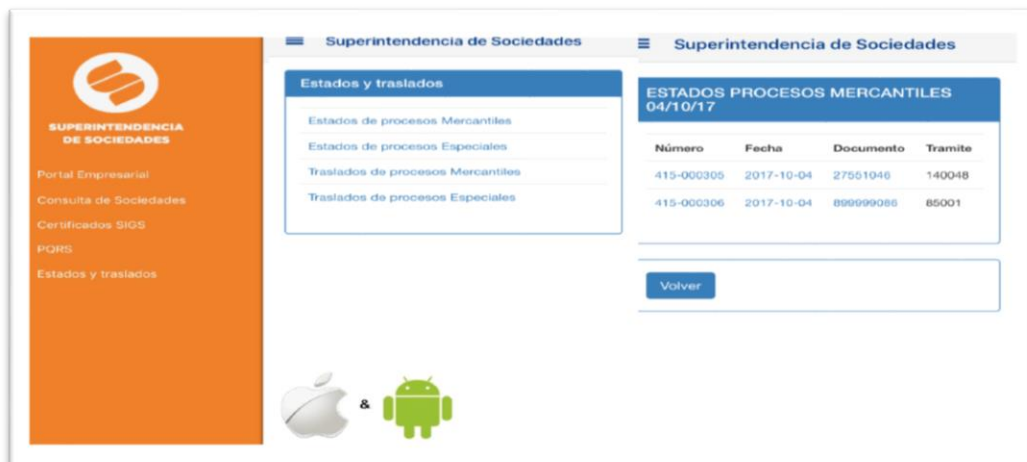 SUPERINTENDENCIA
DE SOCIEDADES
Portal Empresarial
Consulta de Sociedades
Certificados SIGS
PQRS
Estados y traslados
Superintendencia de Sociedades
Estados y traslados
Estados de procesos Mercantiles
Estados de procesos Especiales
Traslados de procesos Mercantiles
Traslados de procesos Especiales
&
Superintendencia de Sociedades
ESTADOS PROCESOS MERCANTILES
04/10/17
Número Fecha Documento Tramite
415-000305 2017-10-04 27551046 140048
415-000306 2017-10-04 899999086 85001
Volver